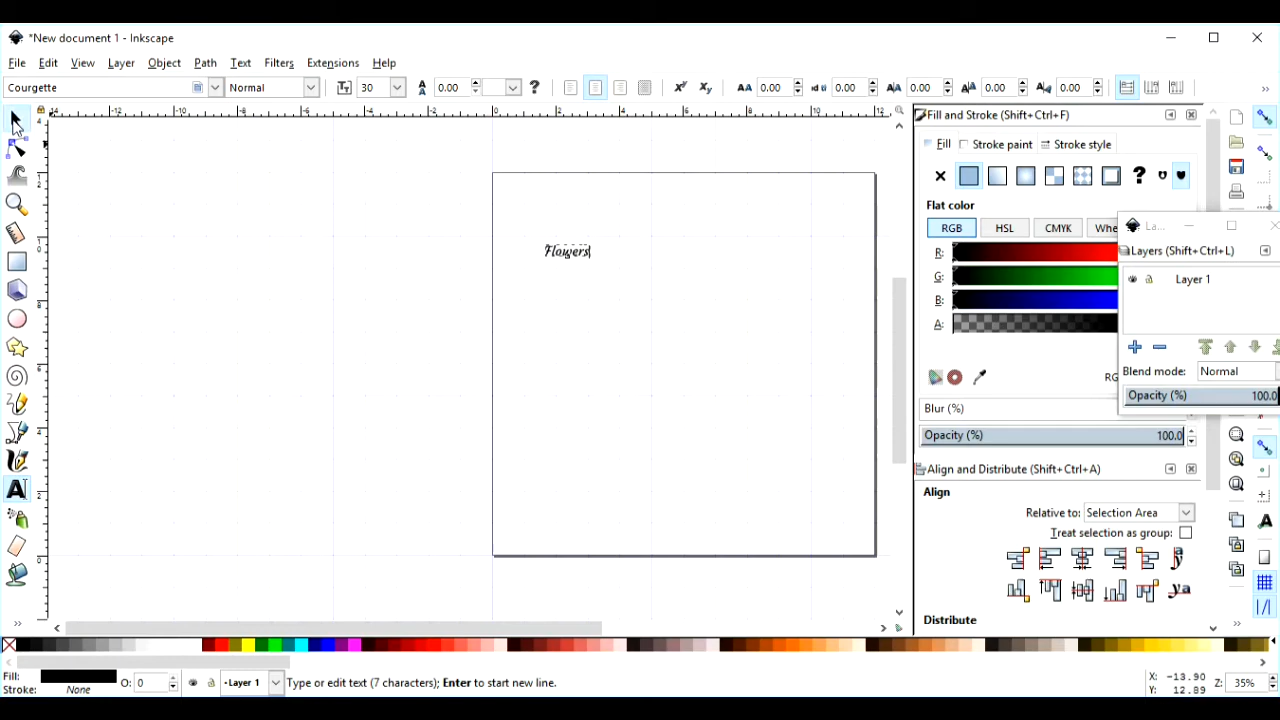 *New document 1 - Inkscape
File Edit View Layer Object Path Text Filters Extensions Help
Courgette Normal 30 0.00 0.00 0.00 0.00 0.00 0.00
Fill and Stroke (Shift+Ctrl+F)
Fill Stroke paint Stroke style
Flat color
RGB HSL CMYK
R:
G:
B:
A:
Blur (%)
Opacity (%) 100.0
Layers (Shift+Ctrl+L)
Layer 1
Blend mode: Normal
Opacity (%) 100.0
Flowers
Align and Distribute (Shift+Ctrl+A)
Align
Relative to: Selection Area
Treat selection as group:
Distribute
Fill:
Stroke: None
O: 0
Layer 1
Type or edit text (7 characters); Enter to start new line.
X: -13.90
Y: 12.89
Z: 35%